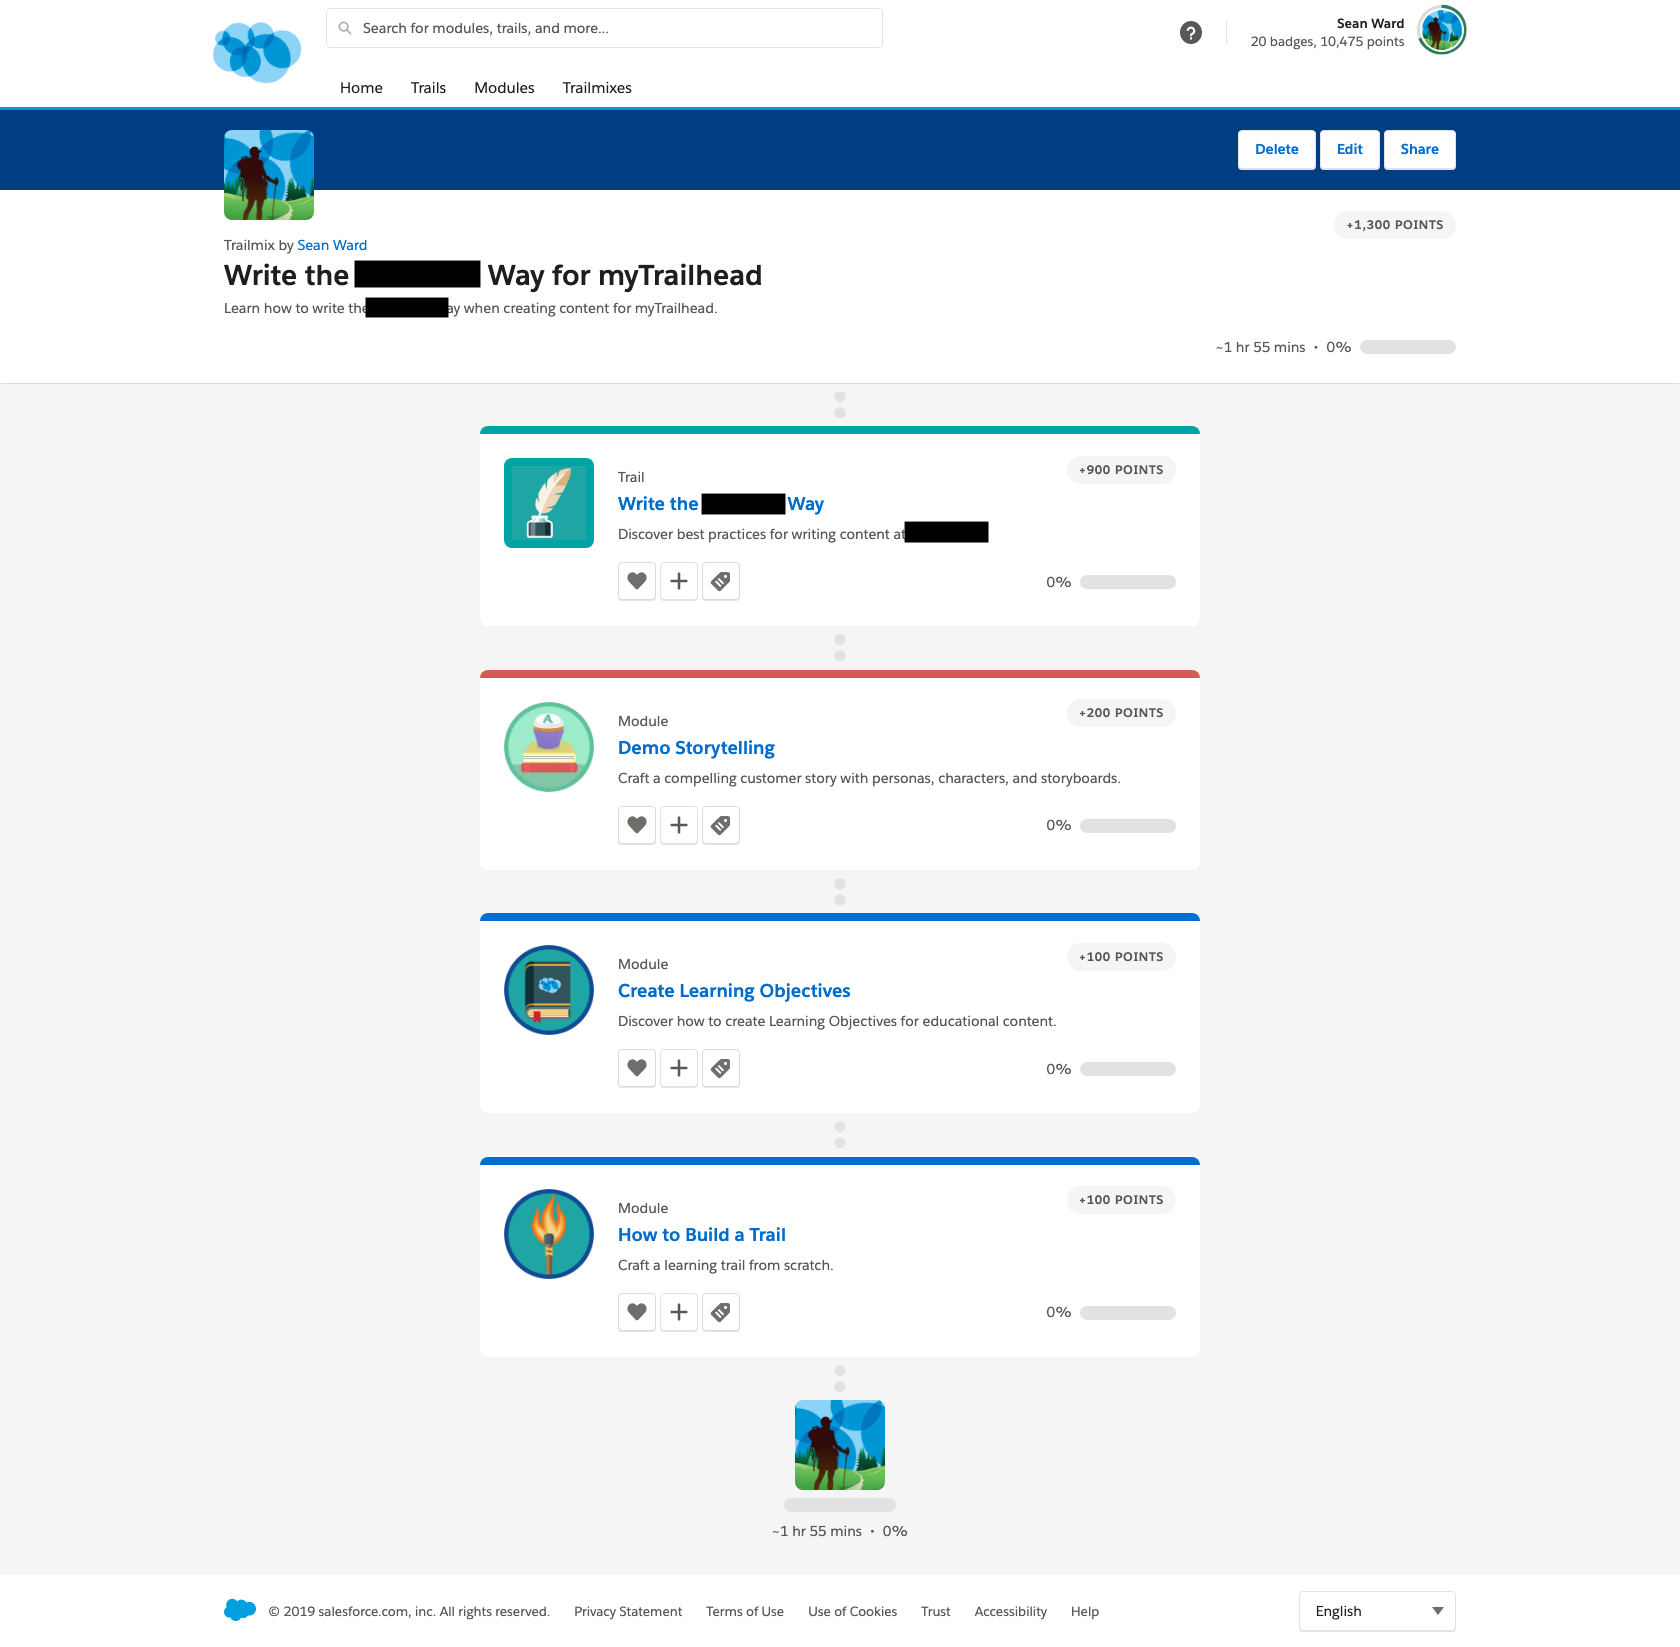 Search for modules, trails, and more...
Sean Ward
20 badges, 10,475 points
Home Trails Modules Trailmixes
Delete Edit Share
+1,300 POINTS
Trailmix by Sean Ward
Write the Way for myTrailhead
Learn how to write the when creating content for myTrailhead.
~1 hr 55 mins • 0%
+900 POINTS
Trail
Write the Way
Discover best practices for writing content at
0%
+200 POINTS
Module
Demo Storytelling
Craft a compelling customer story with personas, characters, and storyboards.
0%
+100 POINTS
Module
Create Learning Objectives
Discover how to create Learning Objectives for educational content.
0%
+100 POINTS
Module
How to Build a Trail
Craft a learning trail from scratch.
0%
~1 hr 55 mins • 0%
© 2019 salesforce.com, inc. All rights reserved. Privacy Statement Terms of Use Use of Cookies Trust Accessibility Help English